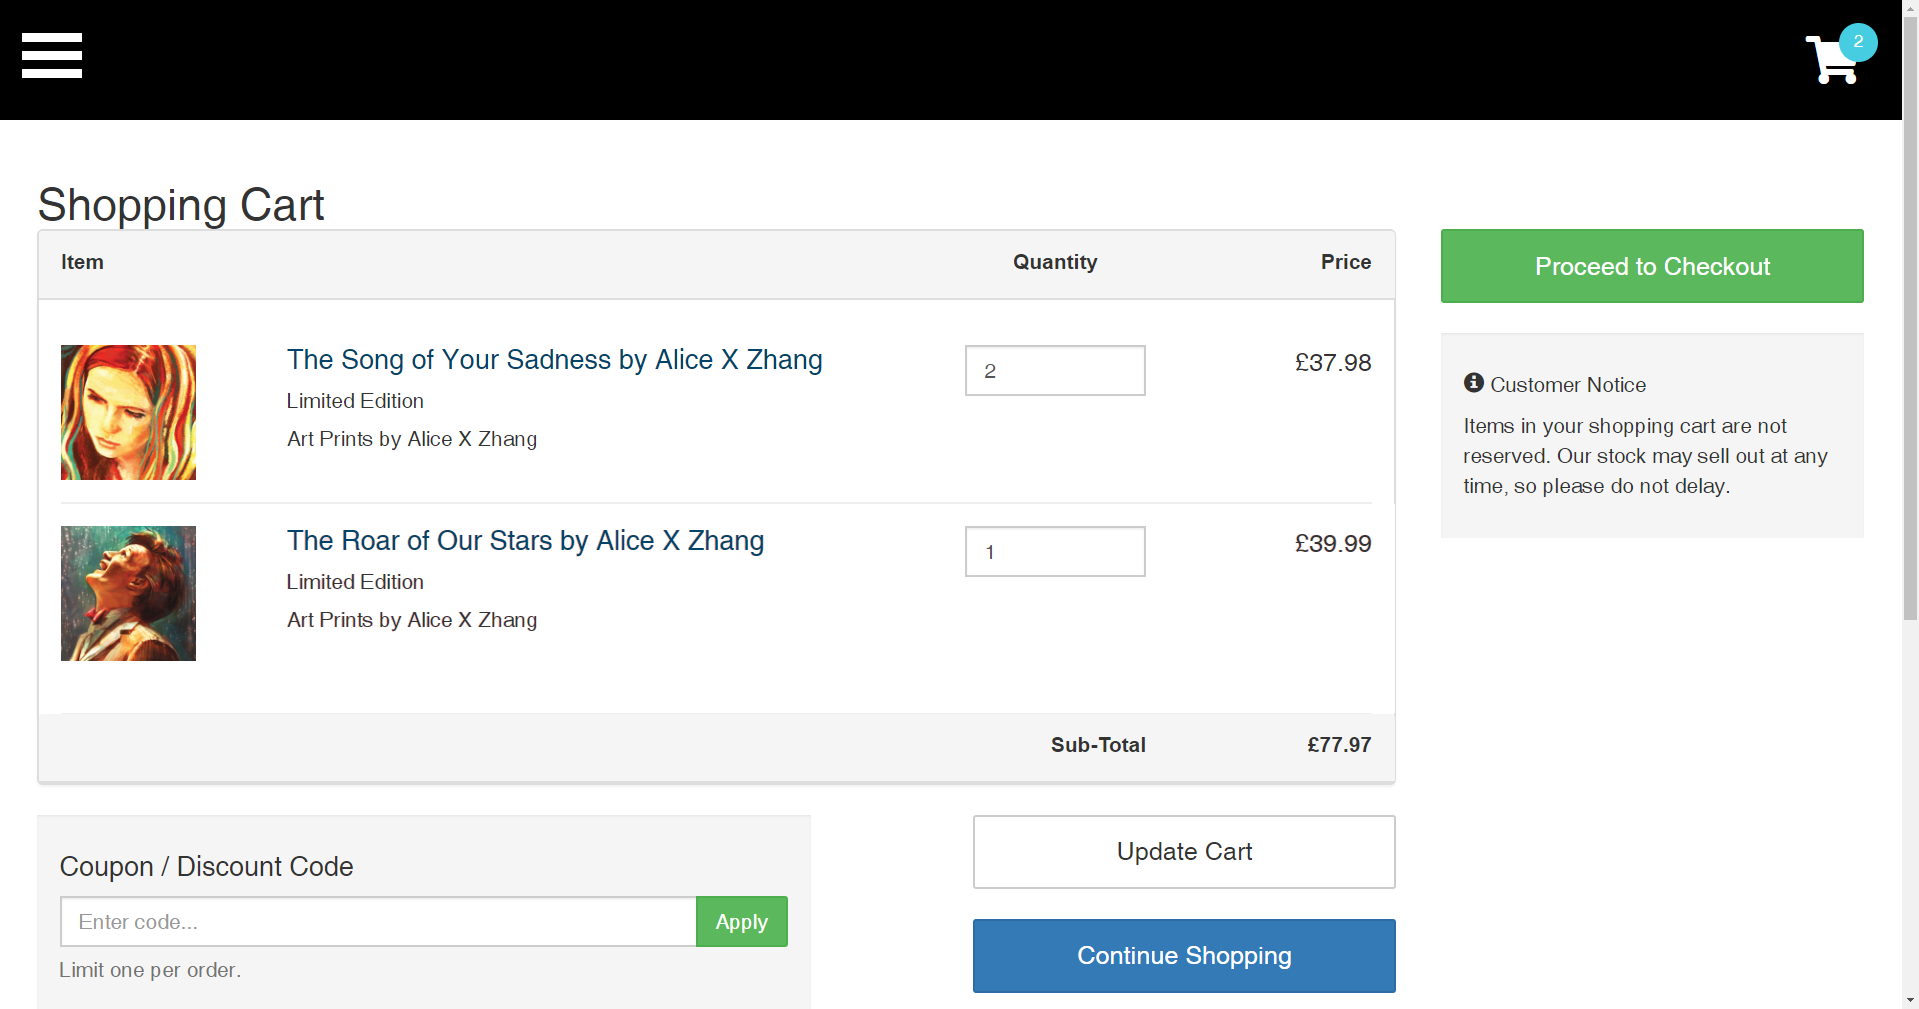 2
Shopping Cart
Item Quantity Price
Proceed to Checkout
The Song of Your Sadness by Alice X Zhang
2
£37.98
Limited Edition
Art Prints by Alice X Zhang
Customer Notice
Items in your shopping cart are not
reserved. Our stock may sell out at any
time, so please do not delay.
The Roar of Our Stars by Alice X Zhang
1
£39.99
Limited Edition
Art Prints by Alice X Zhang
Sub-Total £77.97
Coupon / Discount Code
Enter code...
Apply
Limit one per order.
Update Cart
Continue Shopping